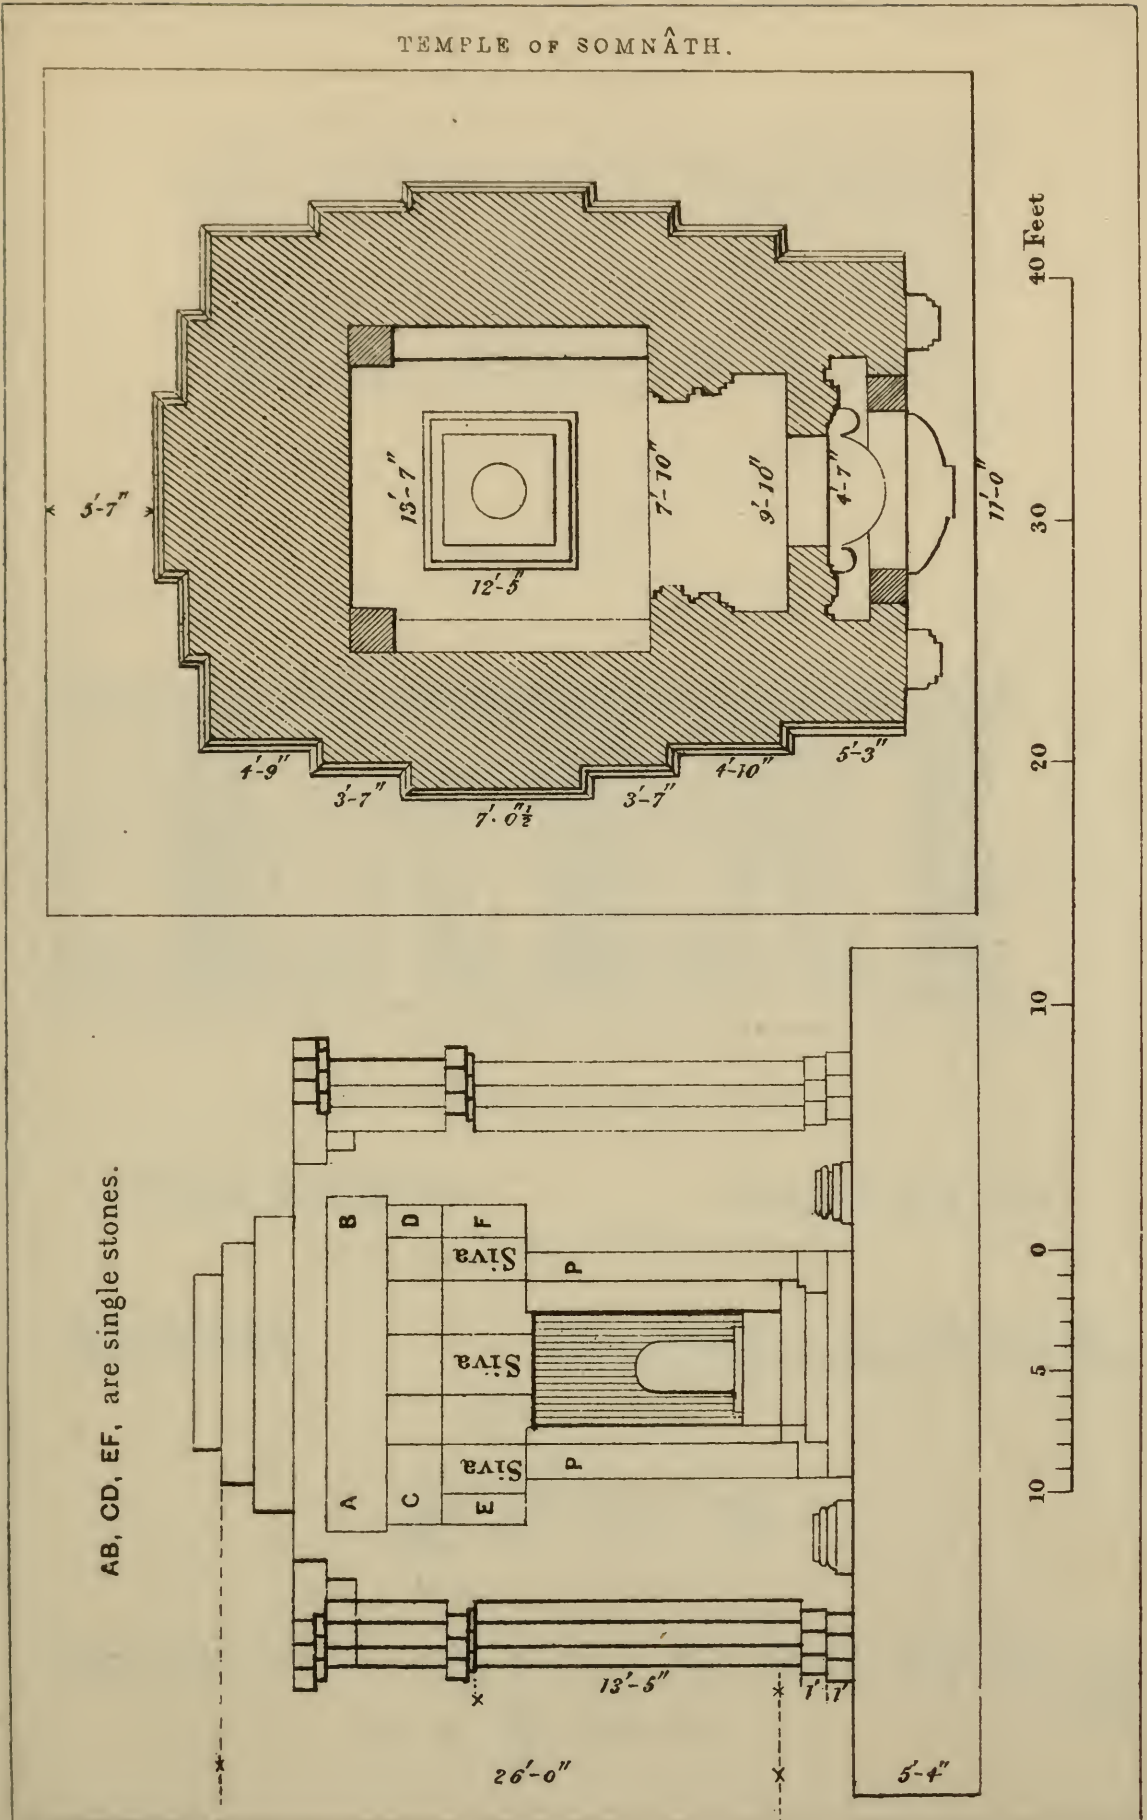 TEMPLE OF SOMNÂTH.
5'-7"
13'-7"
12'-5"
7'-10"
9'-10"
4'-7"
11'-0"
4'-9"
3'-7"
7'-0"½
3'-7"
4'-10"
5'-3"
40 Feet
30
20
10
0
5
10
AB, CD, EF, are single stones.
A
B
C
D
E
F
Siva
Siva
Siva
P
P
13'-5"
1'
1'
26'-0"
5'-4"